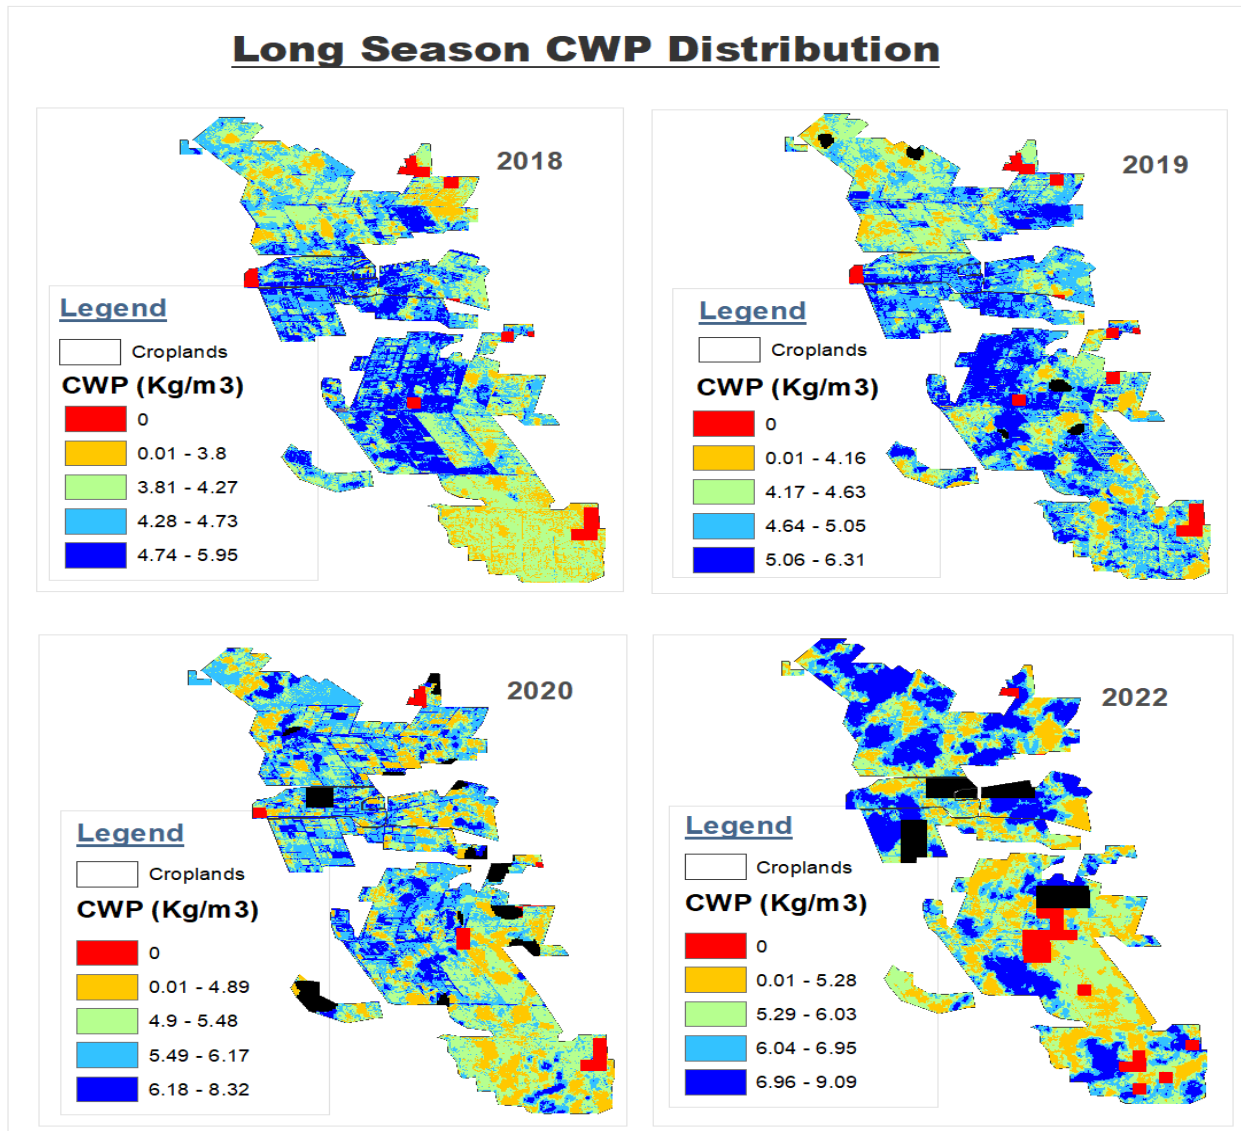 Long Season CWP Distribution
2018
Legend
Croplands
CWP (Kg/m3)
0
0.01 - 3.8
3.81 - 4.27
4.28 - 4.73
4.74 - 5.95
2019
Legend
Croplands
CWP (Kg/m3)
0
0.01 - 4.16
4.17 - 4.63
4.64 - 5.05
5.06 - 6.31
2020
Legend
Croplands
CWP (Kg/m3)
0
0.01 - 4.89
4.9 - 5.48
5.49 - 6.17
6.18 - 8.32
2022
Legend
Croplands
CWP (Kg/m3)
0
0.01 - 5.28
5.29 - 6.03
6.04 - 6.95
6.96 - 9.09